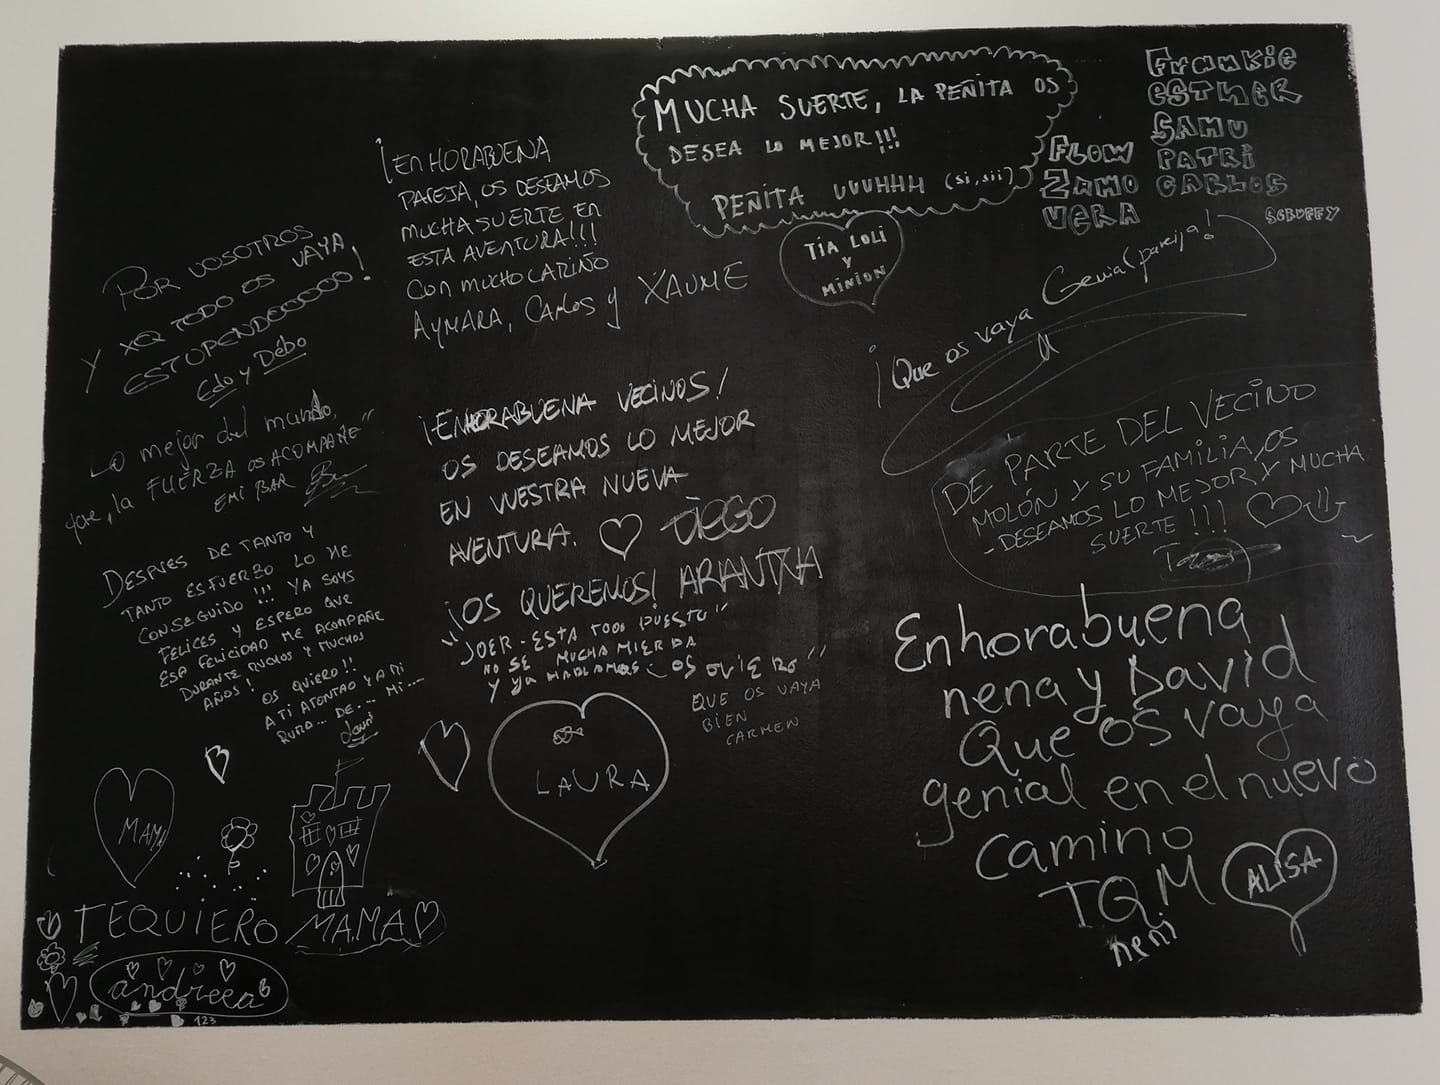 POR VOSOTROS
Y XQ TODO OS VAYA
ESTUPENDOOOOO!
Edo y Débo
Lo mejor del mundo,
que, la FUERZA OS ACOMPAÑE"
EMI BAR
DESPUES DE TANTO Y
TANTO ESFUERZO LO HE
CONSEGUIDO !!! YA SOYS
FELICES Y ESPERO QUE
ESA FELICIDAD ME ACOMPAÑE
DURANTE MUCHOS Y MUCHOS
AÑOS!
OS QUIERO!!
A TI ATONTAO Y A MI
DE.... MI.....
MAMI
TEQUIERO MAMA
andreea
123
¡ENHORABUENA
PAREJA, OS DESEAMOS
MUCHA SUERTE EN
ESTA AVENTURA!!!
CON MUCHO CARIÑO
AYMARA, CARLOS y XAUME
¡ENHORABUENA VECINOS!
OS DESEAMOS LO MEJOR
EN VUESTRA NUEVA
AVENTURA. DIEGO
¡OS QUEREMOS! ARANTXA
"JOER-ESTA TODO PUESTO"
NO SE MUCHA MIERDA
Y YA HABLAMOS OS QUIERO"
QUE OS VAYA
BIEN
CARMEN
LAURA
MUCHA SUERTE, LA PEÑITA OS
DESEA LO MEJOR!!!
PEÑITA UUUHHH (si, sii)
TIA LOLI
Y
MINION
Frankie
ESTHER
SAMU
FLOW PATRI
ZAMO CARLOS
VERA
SCRUFFY
¡Que os vaya Genial pareja!
DE PARTE DEL VECINO
MOLÓN Y SU FAMILIA, OS
-DESEAMOS LO MEJOR Y MUCHA
SUERTE !!!
Enhorabuena
nena y David
Que os vaya
genial en el nuevo
camino
TQM
neni
ALISA